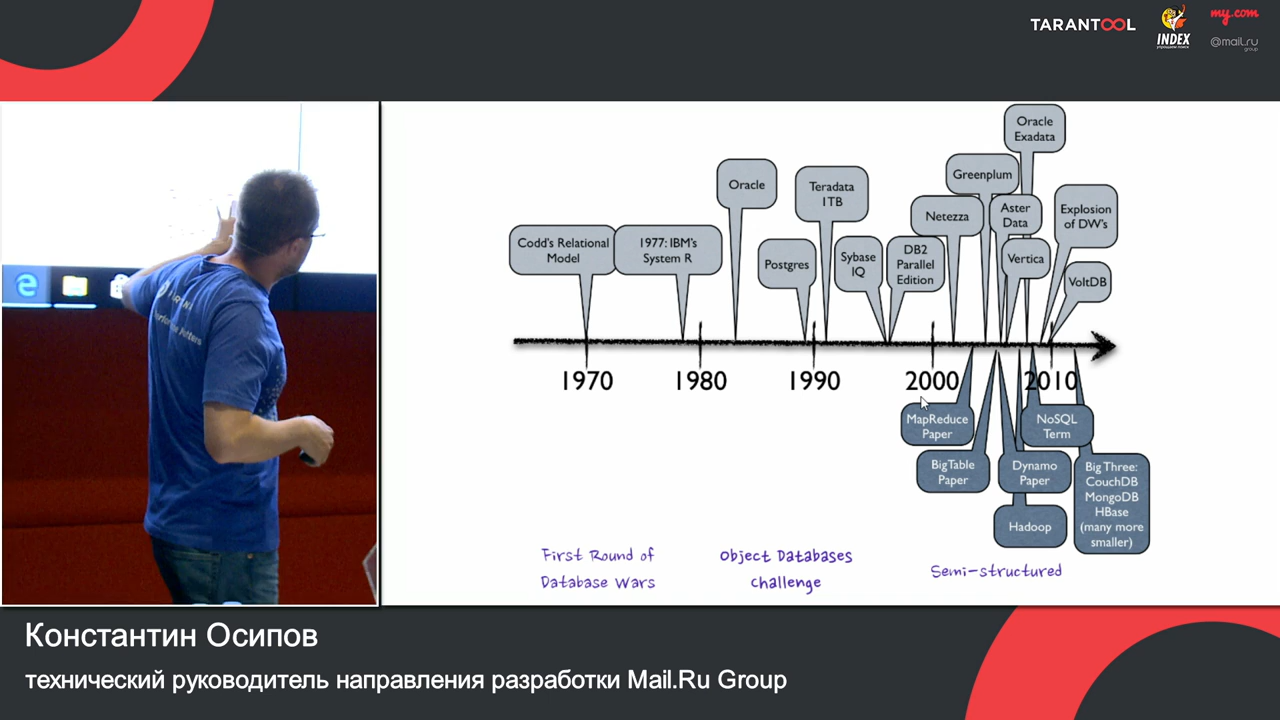 TARANTOOL
INDEX
упрощаем поиск
my.com
@mail.ru
group
Oracle
Exadata
Greenplum
Oracle
Teradata
1TB
Netezza
Aster
Data
Explosion
of DW's
Codd's Relational
Model
1977: IBM's
System R
Postgres
Sybase
IQ
DB2
Parallel
Edition
Vertica
VoltDB
1970
1980
1990
2000
2010
MapReduce
Paper
NoSQL
Term
BigTable
Paper
Dynamo
Paper
Hadoop
Big Three:
CouchDB
MongoDB
HBase
(many more
smaller)
First Round of
Database Wars
Object Databases
Challenge
Semi-structured
Константин Осипов
технический руководитель направления разработки Mail.Ru Group